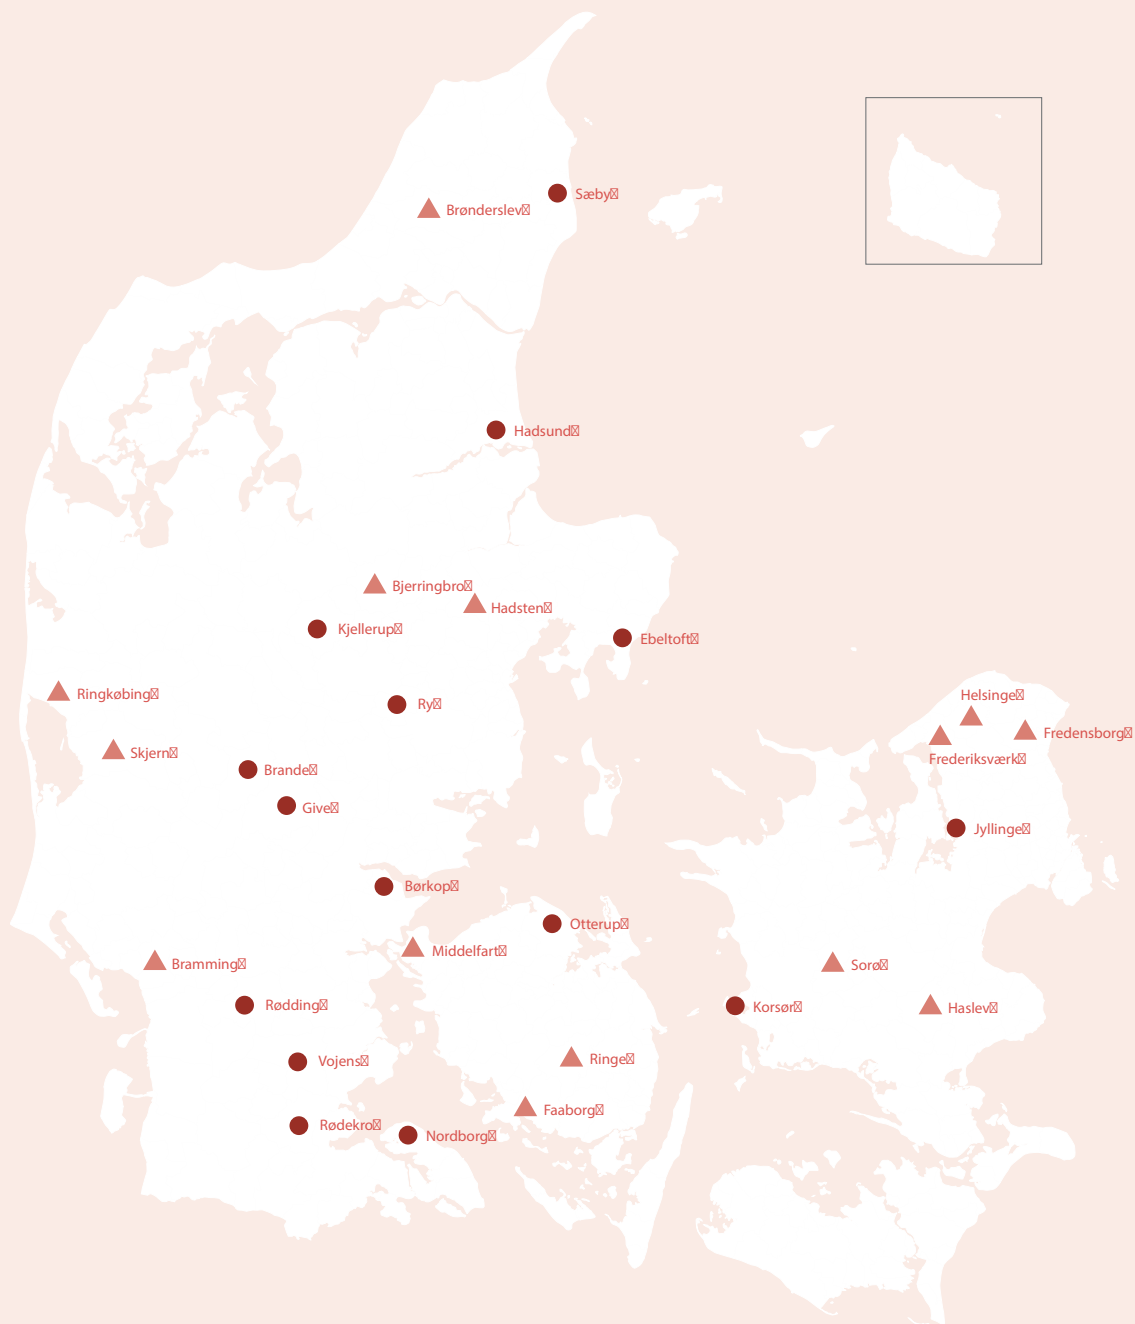 Sæby
Brønderslev
Hadsund
Bjerringbro
Hadsten
Kjellerup
Ebeltoft
Ringkøbing
Helsinge
Ry
Fredensborg
Skjern
Frederiksværk
Brande
Give
Jyllinge
Børkop
Otterup
Middelfart
Bramming
Sorø
Rødding
Korsør
Haslev
Ringe
Vojens
Faaborg
Rødekro
Nordborg